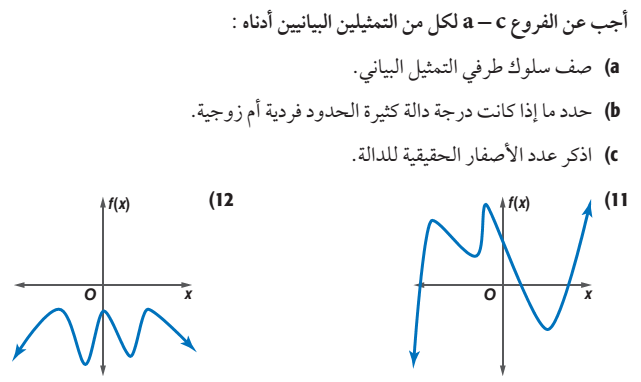 أجب عن الفروع a – c لكل من التمثيلين البيانيين أدناه :
(a صف سلوك طرفي التمثيل البياني.
(b حدد ما إذا كانت درجة دالة كثيرة الحدود فردية أم زوجية.
(c اذكر عدد الأصفار الحقيقية للدالة.
(11
f(x)
O
x
(12
f(x)
O
x